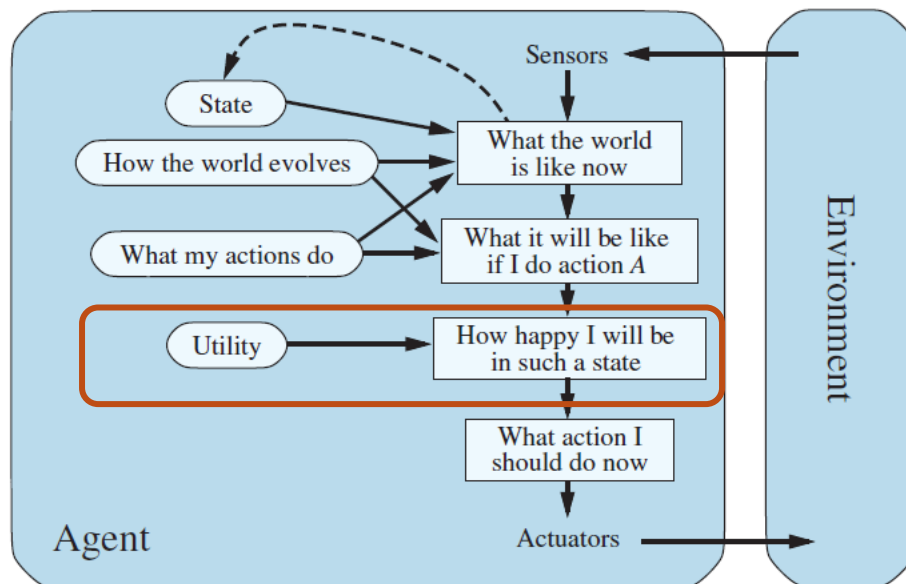 Sensors
State
What the world
is like now
How the world evolves
What it will be like
if I do action A
What my actions do
How happy I will be
in such a state
Utility
What action I
should do now
Actuators
Agent
Environment